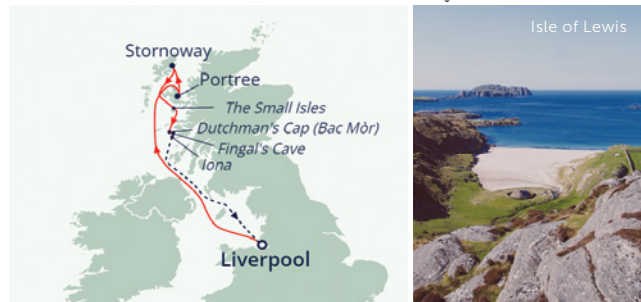 Stornoway
Portree
The Small Isles
Dutchman's Cap (Bac Mòr)
Fingal's Cave
Iona
Liverpool
Isle of Lewis